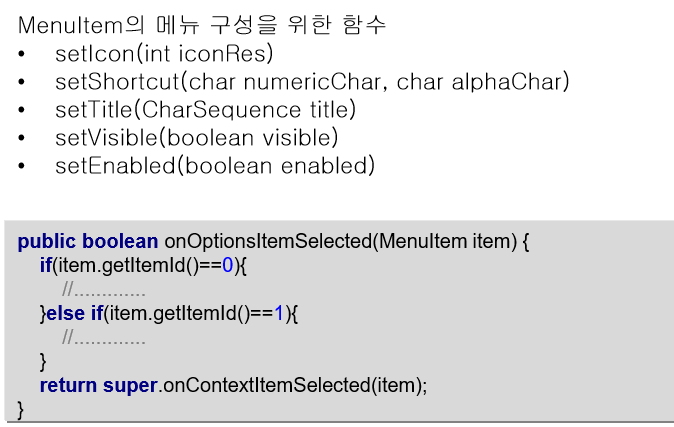 MenuItem의 메뉴 구성을 위한 함수
• setIcon(int iconRes)
• setShortcut(char numericChar, char alphaChar)
• setTitle(CharSequence title)
• setVisible(boolean visible)
• setEnabled(boolean enabled)
public boolean onOptionsItemSelected(MenuItem item) {
if(item.getItemId()==0){
//.............
}else if(item.getItemId()==1){
//.............
}
return super.onContextItemSelected(item);
}